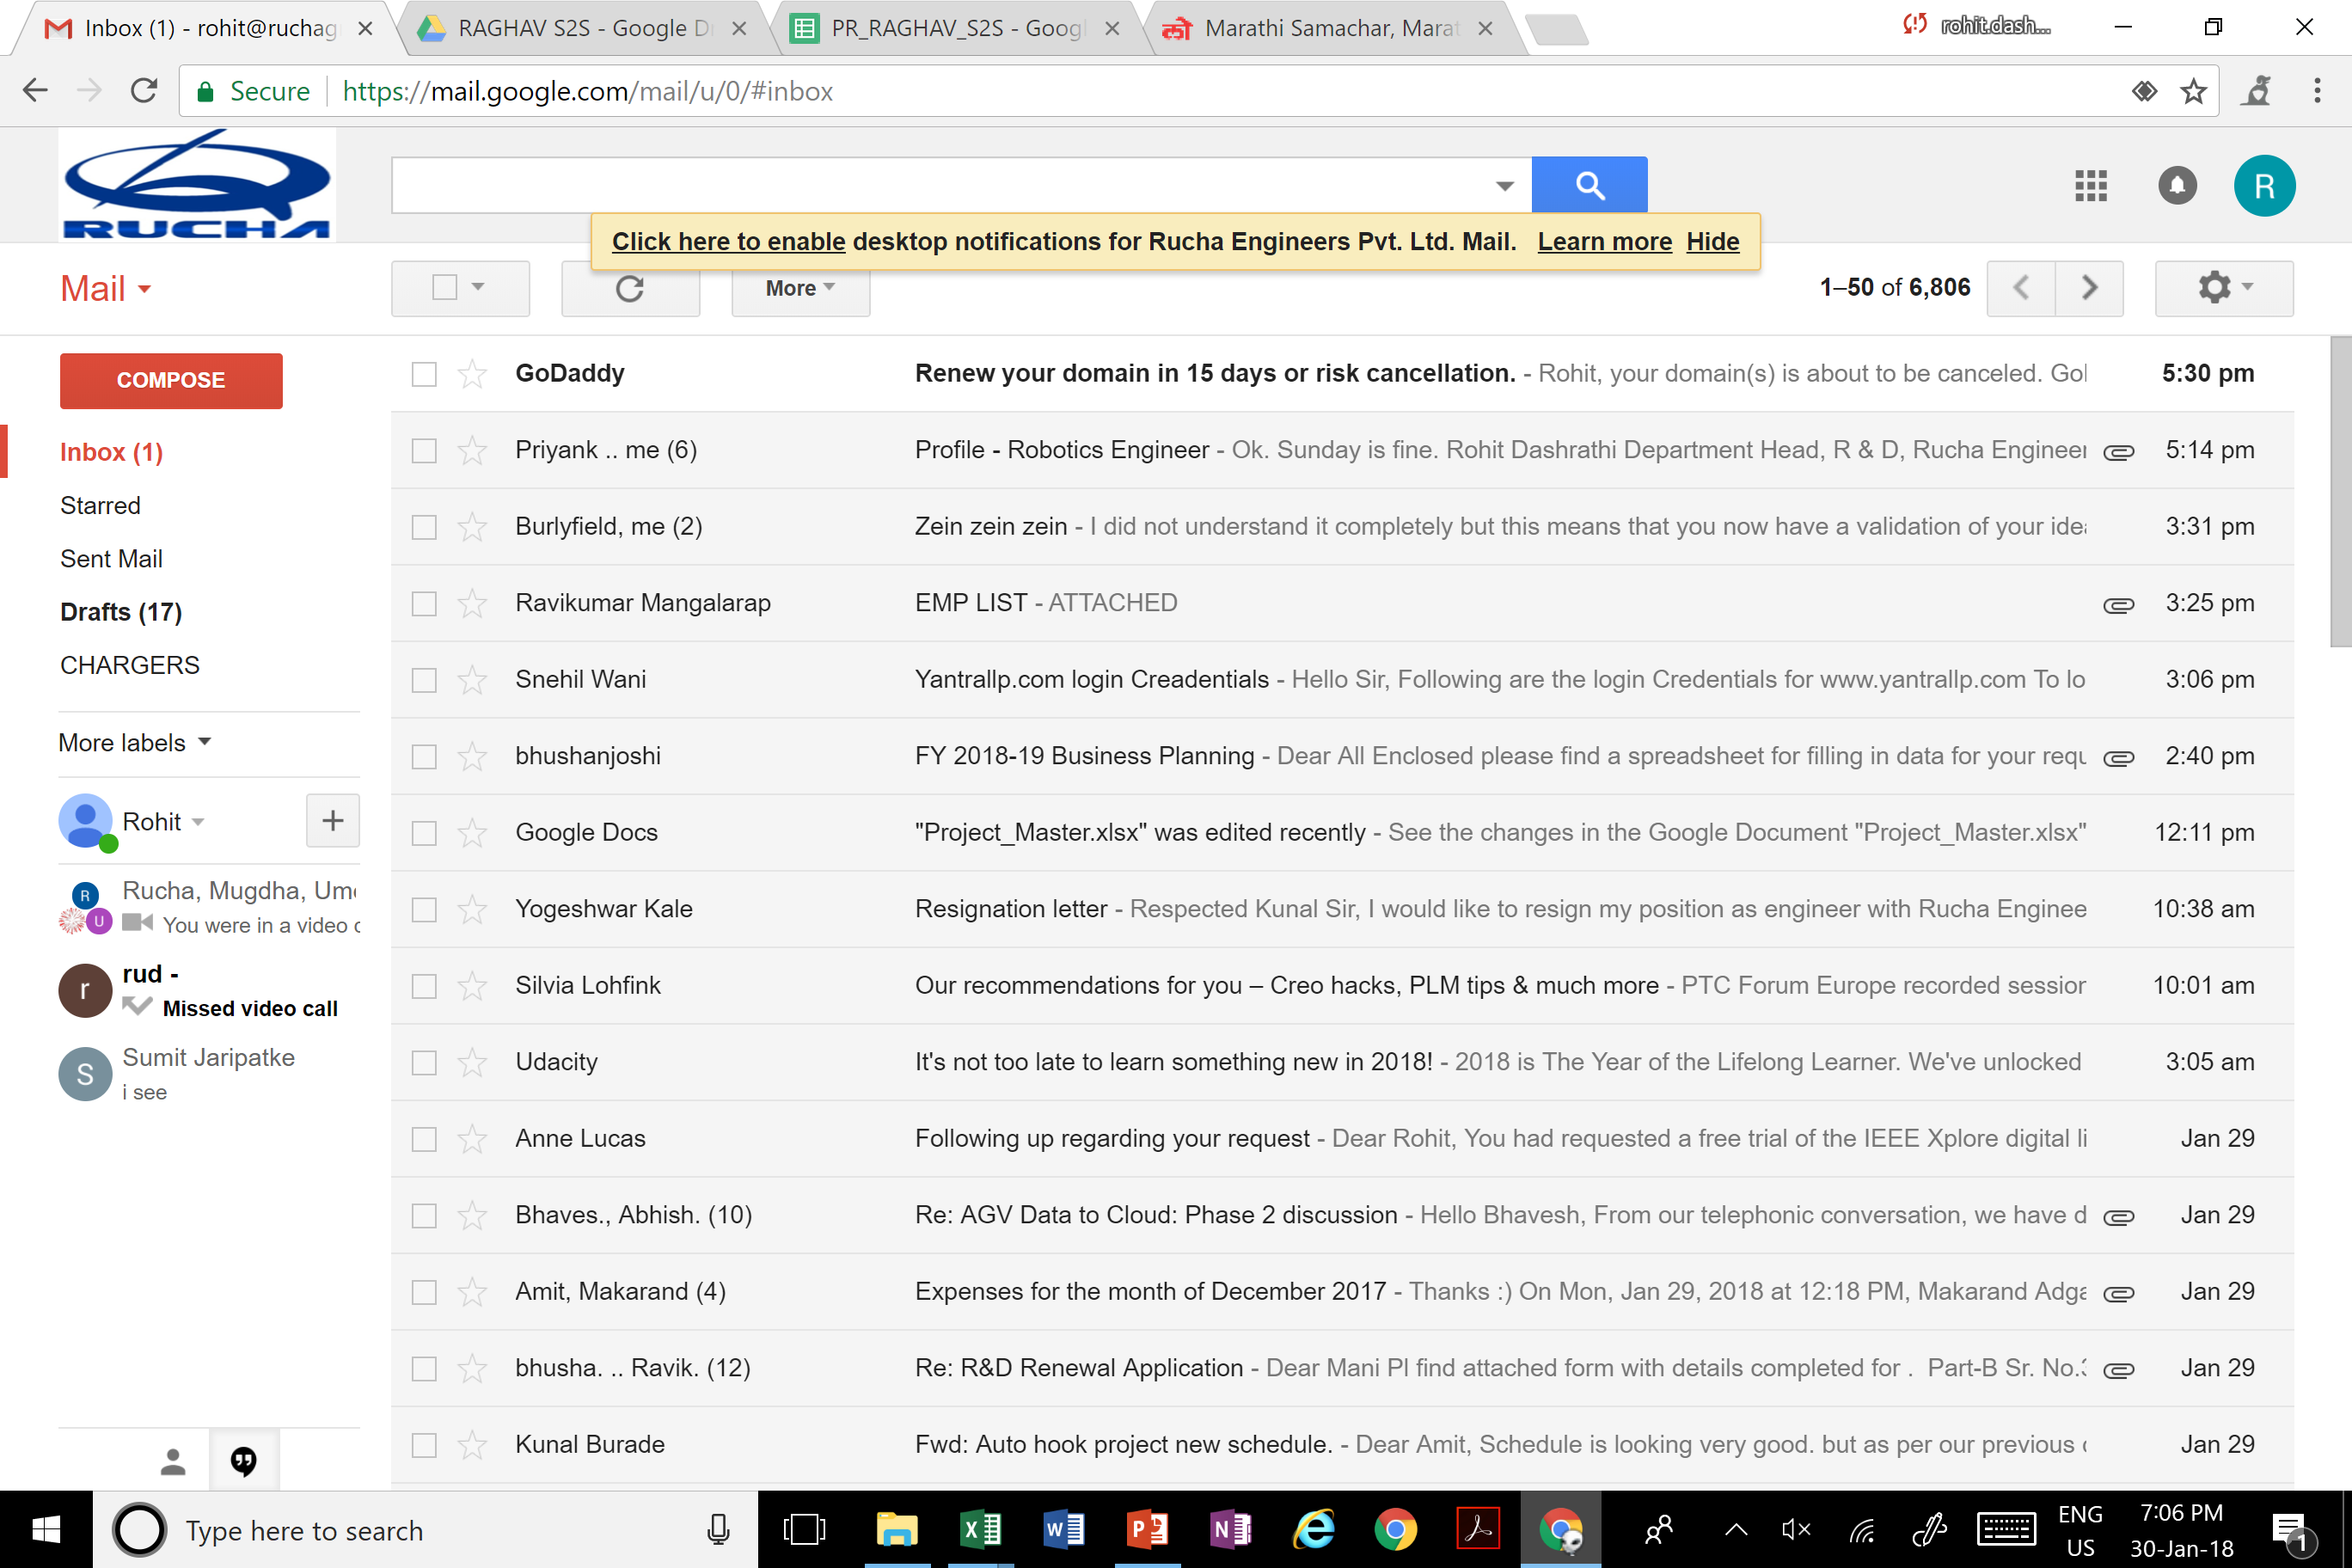 Inbox (1) - rohit@ruchag
RAGHAV S2S - Google D
PR_RAGHAV_S2S - Goog
Marathi Samachar, Marat
rohit.dash...
Secure
https://mail.google.com/mail/u/0/#inbox
RUCHA
R
Click here to enable desktop notifications for Rucha Engineers Pvt. Ltd. Mail. Learn more Hide
Mail
More
1–50 of 6,806
COMPOSE
Inbox (1)
Starred
Sent Mail
Drafts (17)
CHARGERS
More labels
Rohit
+
R
U
Rucha, Mugdha, Ume
You were in a video c
r
rud -
Missed video call
S
Sumit Jaripatke
i see
GoDaddy Renew your domain in 15 days or risk cancellation. - Rohit, your domain(s) is about to be canceled. 5:30 pm
Priyank .. me (6) Profile - Robotics Engineer - Ok. Sunday is fine. Rohit Dashrathi Department Head, R & D, Rucha Engineer 5:14 pm
Burlyfield, me (2) Zein zein zein - I did not understand it completely but this means that you now have a validation of your idea 3:31 pm
Ravikumar Mangalarap EMP LIST - ATTACHED 3:25 pm
Snehil Wani Yantrallp.com login Creadentials - Hello Sir, Following are the login Credentials for www.yantrallp.com To lo 3:06 pm
bhushanjoshi FY 2018-19 Business Planning - Dear All Enclosed please find a spreadsheet for filling in data for your requ 2:40 pm
Google Docs "Project_Master.xlsx" was edited recently - See the changes in the Google Document "Project_Master.xlsx" 12:11 pm
Yogeshwar Kale Resignation letter - Respected Kunal Sir, I would like to resign my position as engineer with Rucha Enginee 10:38 am
Silvia Lohfink Our recommendations for you – Creo hacks, PLM tips & much more - PTC Forum Europe recorded session 10:01 am
Udacity It's not too late to learn something new in 2018! - 2018 is The Year of the Lifelong Learner. We've unlocked 3:05 am
Anne Lucas Following up regarding your request - Dear Rohit, You had requested a free trial of the IEEE Xplore digital li Jan 29
Bhaves., Abhish. (10) Re: AGV Data to Cloud: Phase 2 discussion - Hello Bhavesh, From our telephonic conversation, we have d Jan 29
Amit, Makarand (4) Expenses for the month of December 2017 - Thanks :) On Mon, Jan 29, 2018 at 12:18 PM, Makarand Adga Jan 29
bhusha. .. Ravik. (12) Re: R&D Renewal Application - Dear Mani Pl find attached form with details completed for . Part-B Sr. No. Jan 29
Kunal Burade Fwd: Auto hook project new schedule. - Dear Amit, Schedule is looking very good. but as per our previous Jan 29
Type here to search
ENG
US
7:06 PM
30-Jan-18
1